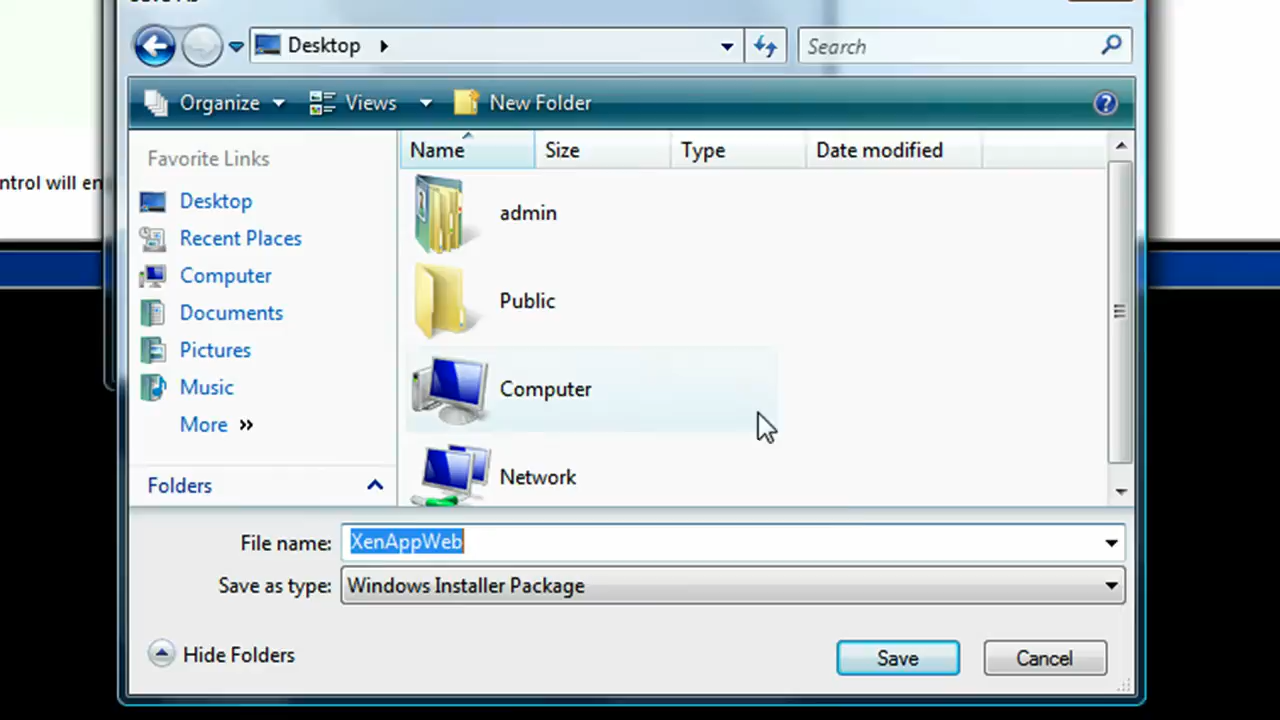 Desktop
Search
Organize Views New Folder
Favorite Links
Name Size Type Date modified
Desktop
Recent Places
Computer
Documents
Pictures
Music
More »
Folders
admin
Public
Computer
Network
ntrol will en
File name: XenAppWeb
Save as type: Windows Installer Package
Hide Folders
Save
Cancel